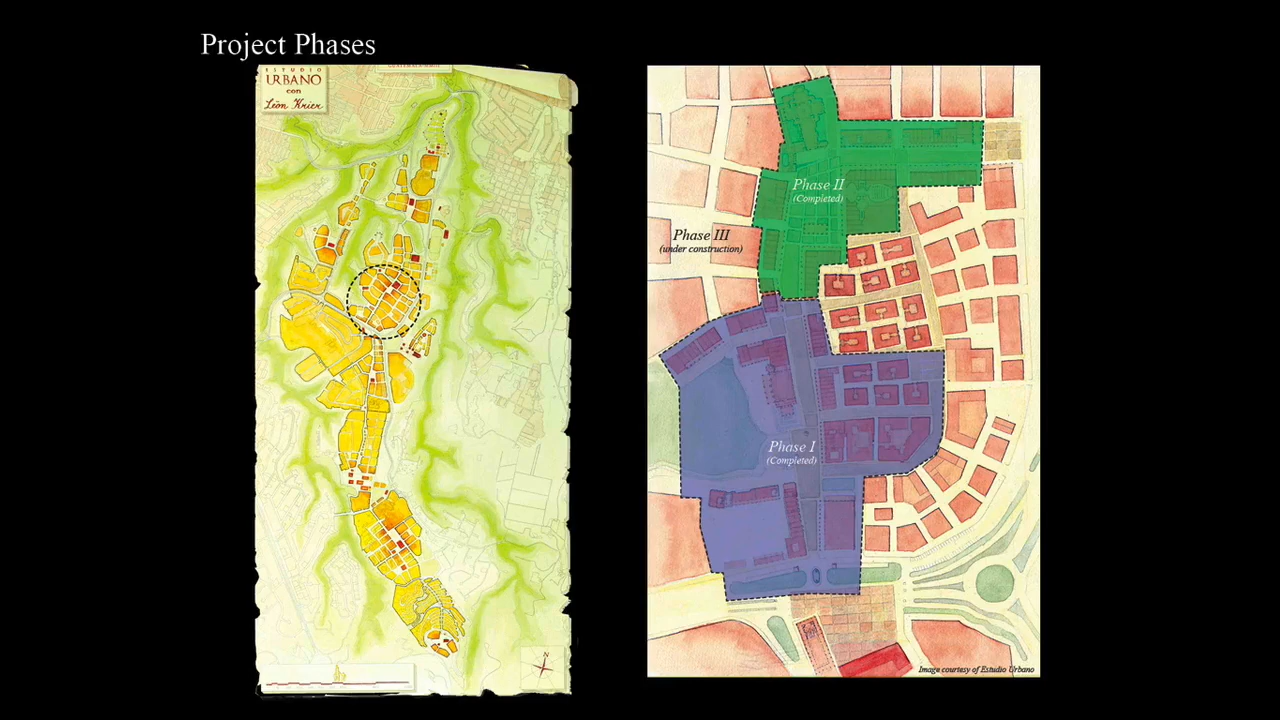 Project Phases
ESTUDIO
URBANO
con
Léon Krier
Phase II
(Completed)
Phase III
(under construction)
Phase I
(Completed)
Image courtesy of Estudio Urbano